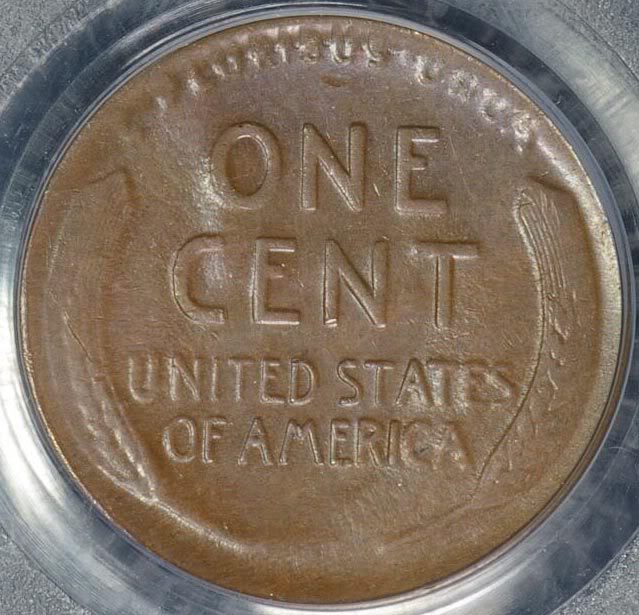 ONE
CENT
UNITED STATES
OF AMERICA